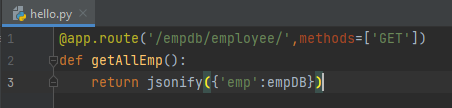 hello.py
1 @app.route('/empdb/employee/',methods=['GET'])
2 def getAllEmp():
3     return jsonify({'emp':empDB})